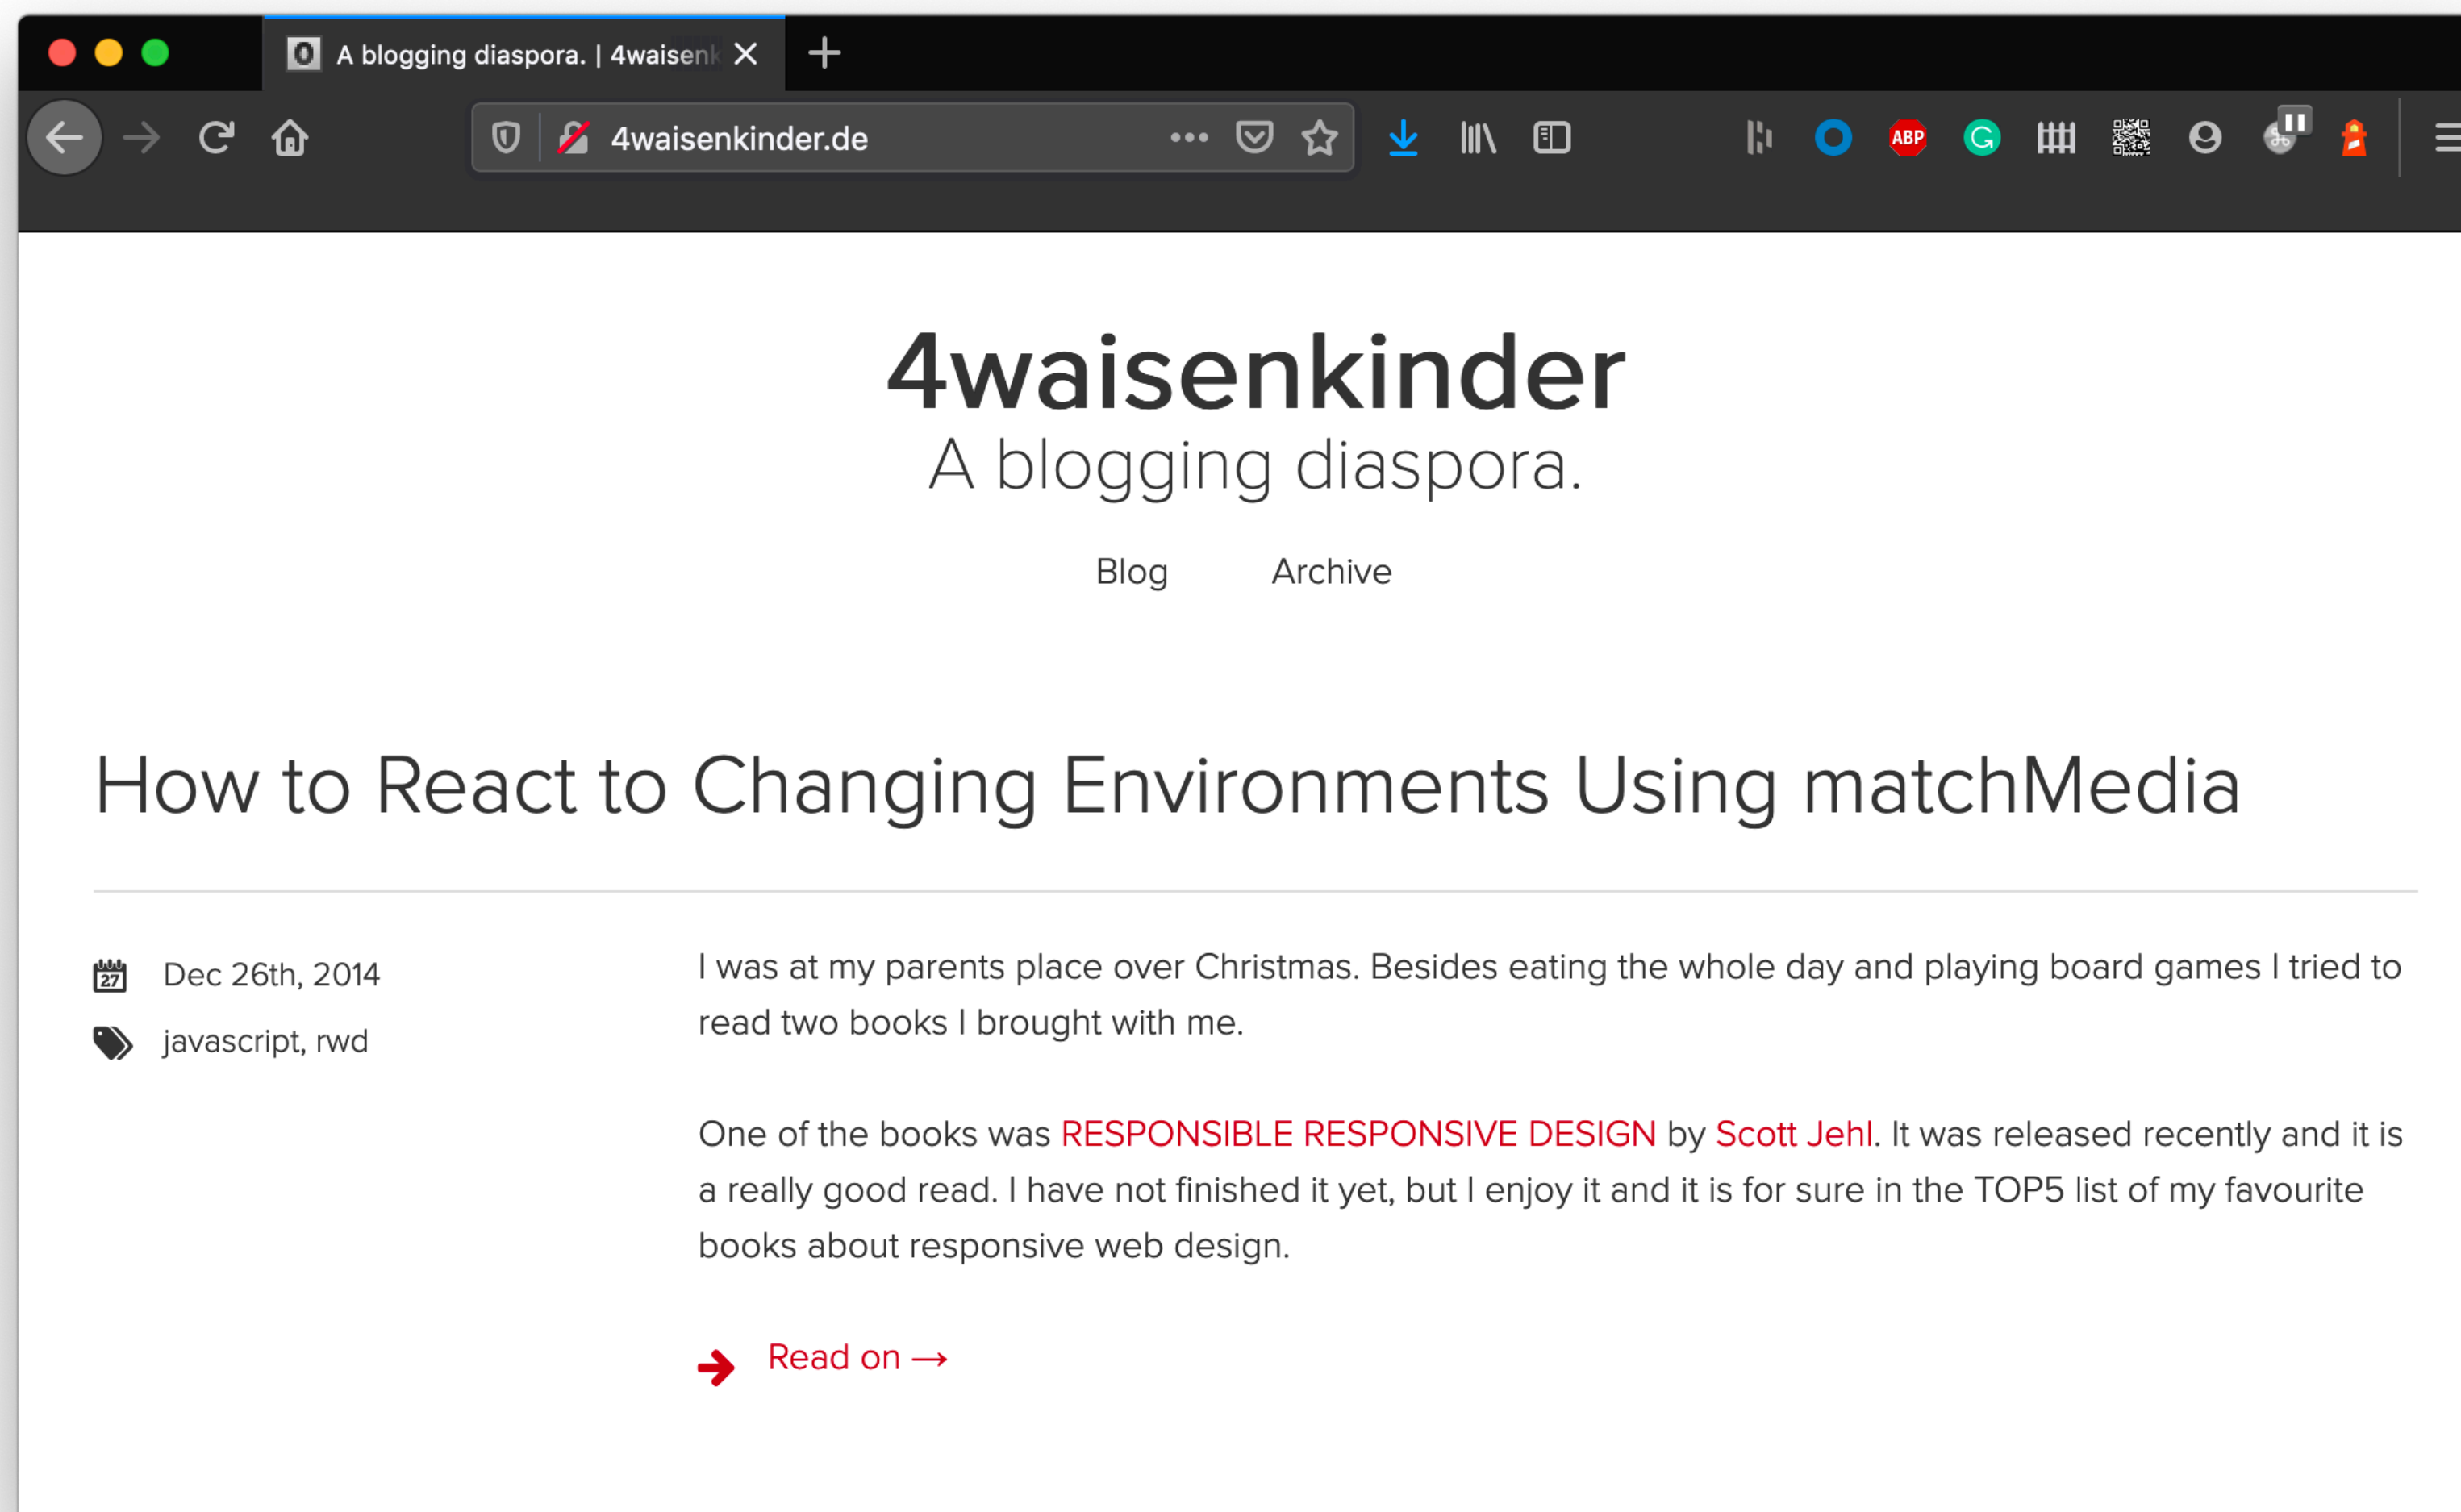 A blogging diaspora. | 4waisenk
4waisenkinder.de
ABP
4waisenkinder
A blogging diaspora.
Blog Archive
How to React to Changing Environments Using matchMedia
27 Dec 26th, 2014
javascript, rwd
I was at my parents place over Christmas. Besides eating the whole day and playing board games I tried to
read two books I brought with me.
One of the books was RESPONSIBLE RESPONSIVE DESIGN by Scott Jehl. It was released recently and it is
a really good read. I have not finished it yet, but I enjoy it and it is for sure in the TOP5 list of my favourite
books about responsive web design.
Read on →